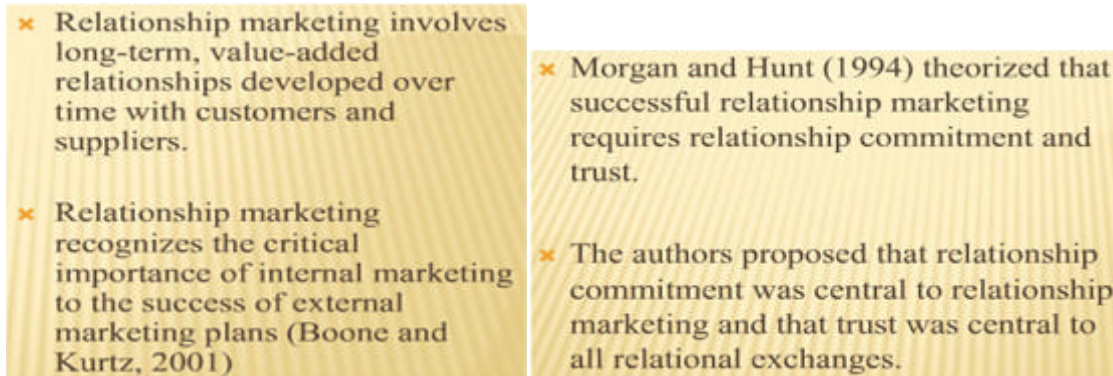 Relationship marketing involves
long-term, value-added
relationships developed over
time with customers and
suppliers.
Relationship marketing
recognizes the critical
importance of internal marketing
to the success of external
marketing plans (Boone and
Kurtz, 2001)
Morgan and Hunt (1994) theorized that
successful relationship marketing
requires relationship commitment and
trust.
The authors proposed that relationship
commitment was central to relationship
marketing and that trust was central to
all relational exchanges.